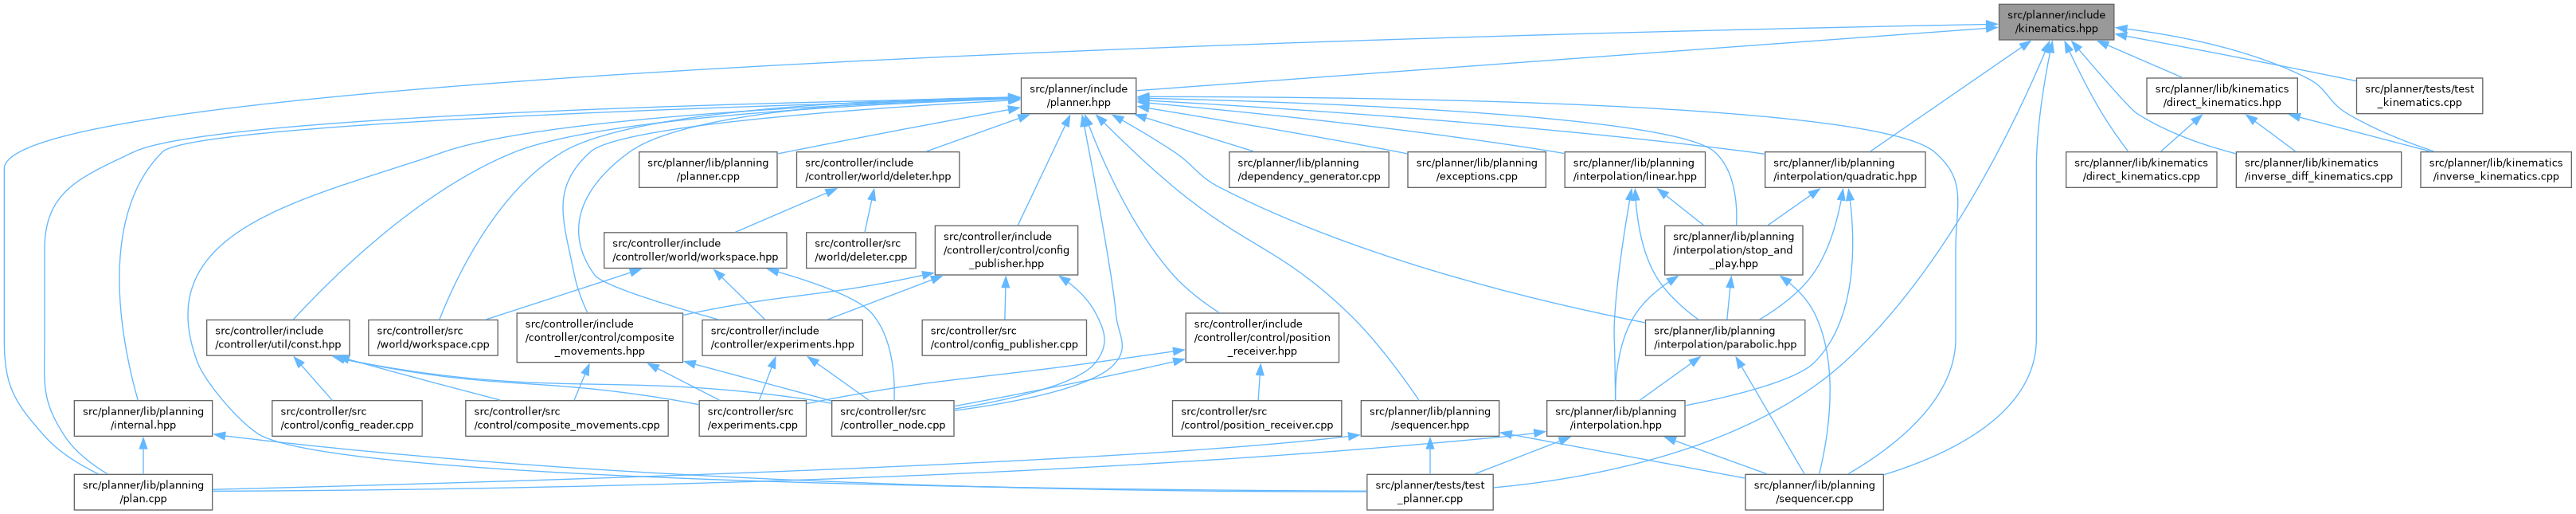 src/planner/include
/kinematics.hpp
src/planner/include
/planner.hpp
src/planner/lib/kinematics
/direct_kinematics.hpp
src/planner/tests/test
_kinematics.cpp
src/planner/lib/planning
/planner.cpp
src/controller/include
/controller/world/deleter.hpp
src/planner/lib/planning
/dependency_generator.cpp
src/planner/lib/planning
/exceptions.cpp
src/planner/lib/planning
/interpolation/linear.hpp
src/planner/lib/planning
/interpolation/quadratic.hpp
src/planner/lib/kinematics
/direct_kinematics.cpp
src/planner/lib/kinematics
/inverse_diff_kinematics.cpp
src/planner/lib/kinematics
/inverse_kinematics.cpp
src/controller/include
/controller/world/workspace.hpp
src/controller/src
/world/deleter.cpp
src/controller/include
/controller/control/config
_publisher.hpp
src/planner/lib/planning
/interpolation/stop_and
_play.hpp
src/controller/include
/controller/util/const.hpp
src/controller/src
/world/workspace.cpp
src/controller/include
/controller/control/composite
_movements.hpp
src/controller/include
/controller/experiments.hpp
src/controller/src
/control/config_publisher.cpp
src/controller/include
/controller/control/position
_receiver.hpp
src/planner/lib/planning
/interpolation/parabolic.hpp
src/planner/lib/planning
/internal.hpp
src/controller/src
/control/config_reader.cpp
src/controller/src
/control/composite_movements.cpp
src/controller/src
/experiments.cpp
src/controller/src
/controller_node.cpp
src/controller/src
/control/position_receiver.cpp
src/planner/lib/planning
/sequencer.hpp
src/planner/lib/planning
/interpolation.hpp
src/planner/lib/planning
/plan.cpp
src/planner/tests/test
_planner.cpp
src/planner/lib/planning
/sequencer.cpp